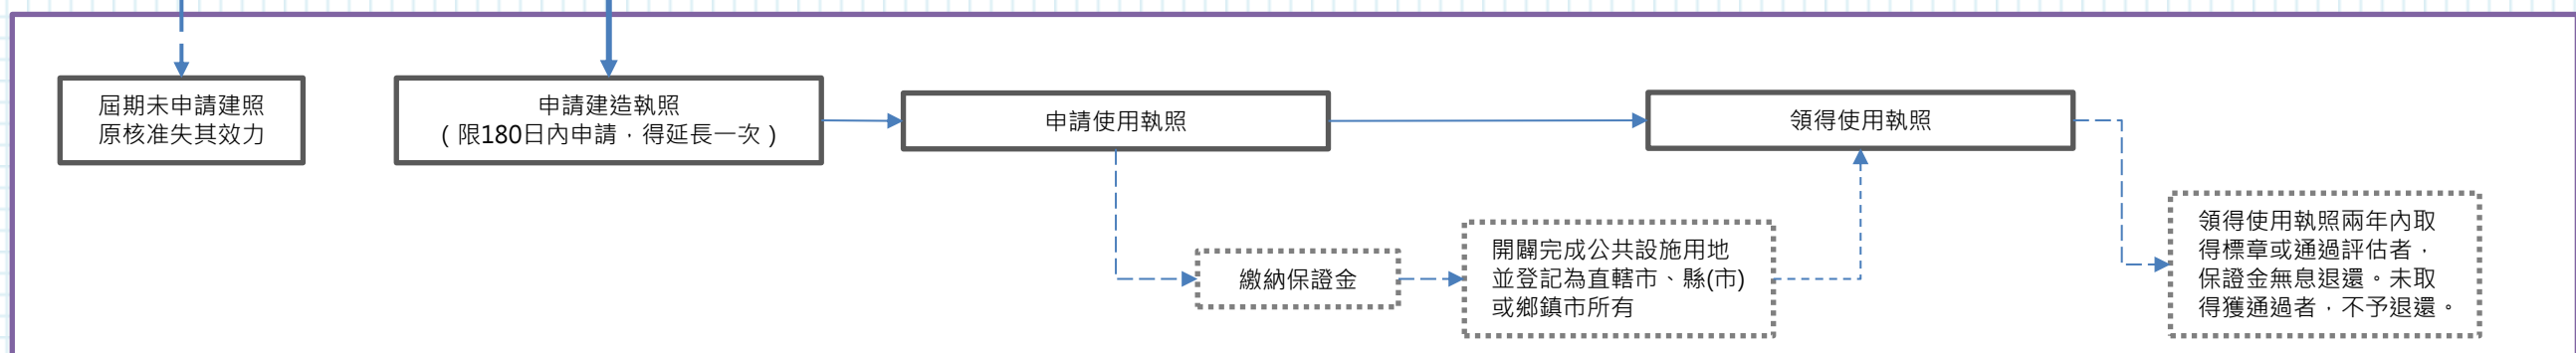 屆期未申請建照
原核准失其效力
申請建造執照
（限180日內申請，得延長一次）
申請使用執照
領得使用執照
繳納保證金
開闢完成公共設施用地
並登記為直轄市、縣(市)
或鄉鎮市所有
領得使用執照兩年內取
得標章或通過評估者，
保證金無息退還。未取
得獲通過者，不予退還。